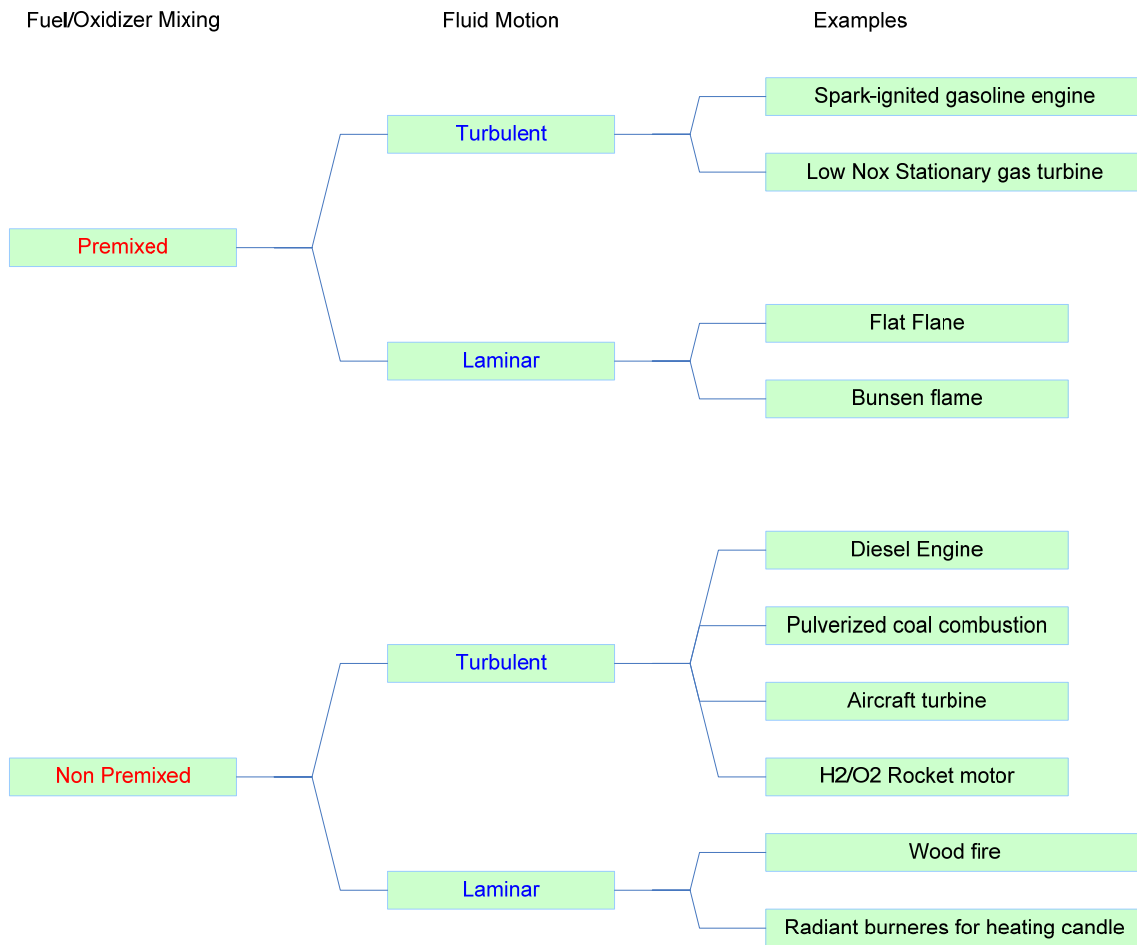 Fuel/Oxidizer Mixing
Fluid Motion
Examples
Spark-ignited gasoline engine
Turbulent
Low Nox Stationary gas turbine
Premixed
Flat Flane
Laminar
Bunsen flame
Diesel Engine
Pulverized coal combustion
Turbulent
Aircraft turbine
H2/O2 Rocket motor
Non Premixed
Wood fire
Laminar
Radiant burneres for heating candle